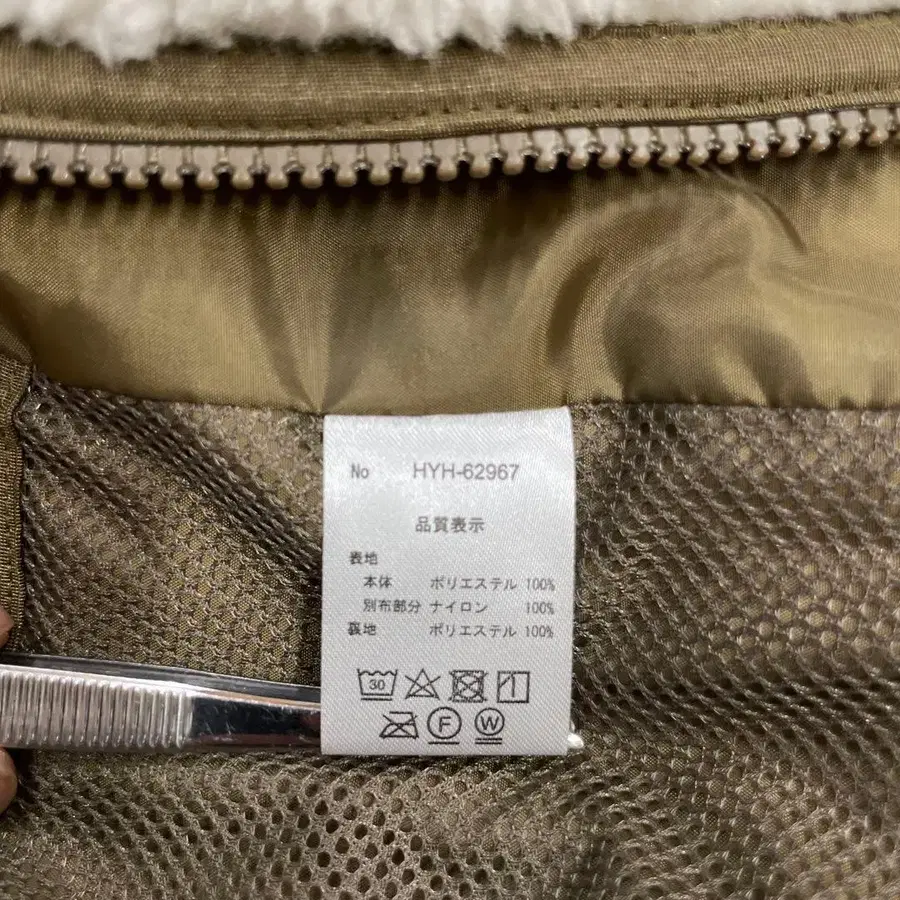 No HYH-62967
品質表示
表地
本体 ポリエステル 100%
別布部分 ナイロン 100%
裏地 ポリエステル 100%
30
F W